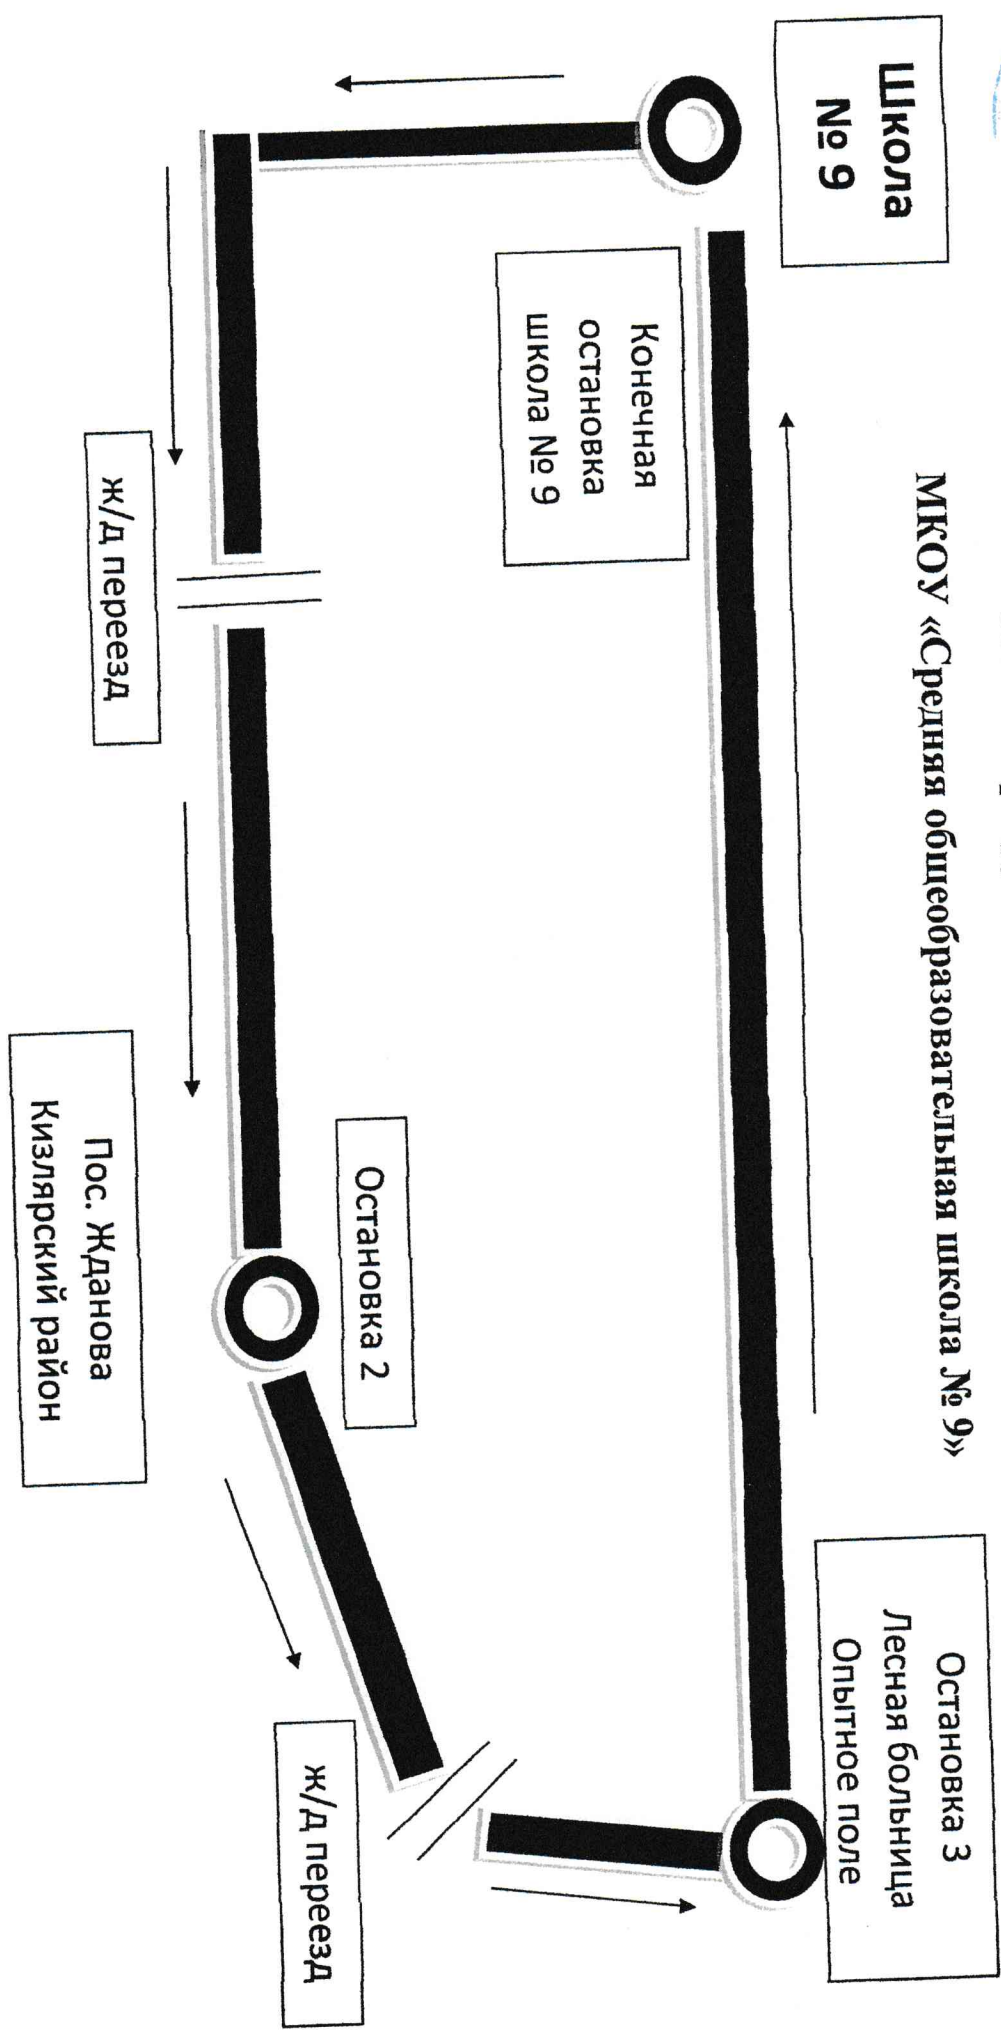 МКОУ «Средняя общеобразовательная школа № 9»
Школа
№ 9
Конечная
остановка
школа № 9
Остановка 3
Лесная больница
Опытное поле
ж/д переезд
Остановка 2
Пос. Жданова
Кизлярский район
ж/д переезд